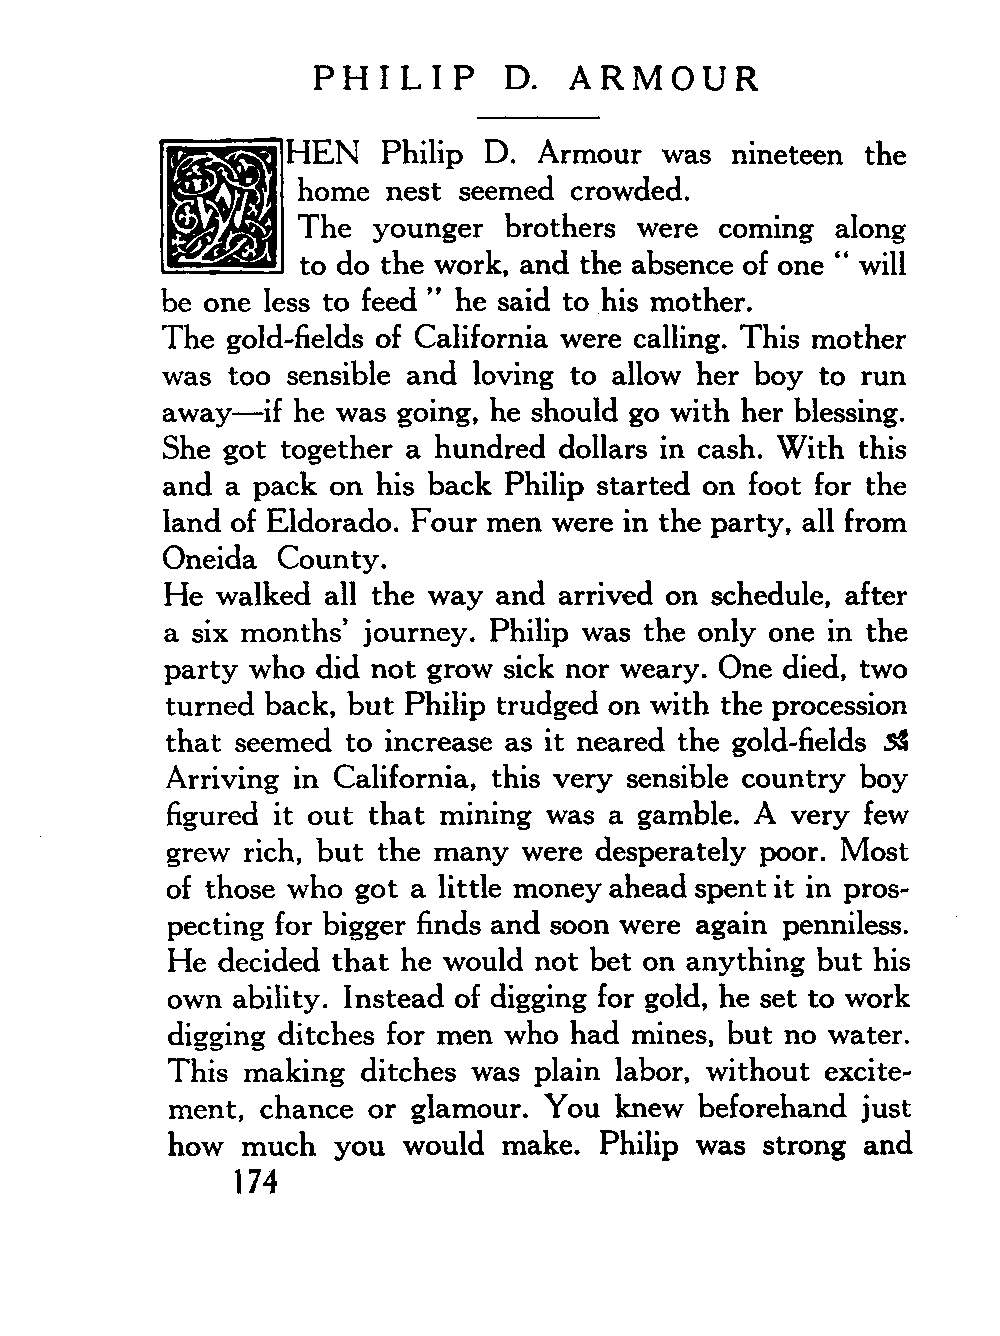 PHILIP D. ARMOUR
WHEN Philip D. Armour was nineteen the
home nest seemed crowded.
The younger brothers were coming along
to do the work, and the absence of one “ will
be one less to feed ” he said to his mother.
The gold-fields of California were calling. This mother
was too sensible and loving to allow her boy to run
away—if he was going, he should go with her blessing.
She got together a hundred dollars in cash. With this
and a pack on his back Philip started on foot for the
land of Eldorado. Four men were in the party, all from
Oneida County.
He walked all the way and arrived on schedule, after
a six months’ journey. Philip was the only one in the
party who did not grow sick nor weary. One died, two
turned back, but Philip trudged on with the procession
that seemed to increase as it neared the gold-fields
Arriving in California, this very sensible country boy
figured it out that mining was a gamble. A very few
grew rich, but the many were desperately poor. Most
of those who got a little money ahead spent it in pros-
pecting for bigger finds and soon were again penniless.
He decided that he would not bet on anything but his
own ability. Instead of digging for gold, he set to work
digging ditches for men who had mines, but no water.
This making ditches was plain labor, without excite-
ment, chance or glamour. You knew beforehand just
how much you would make. Philip was strong and
174